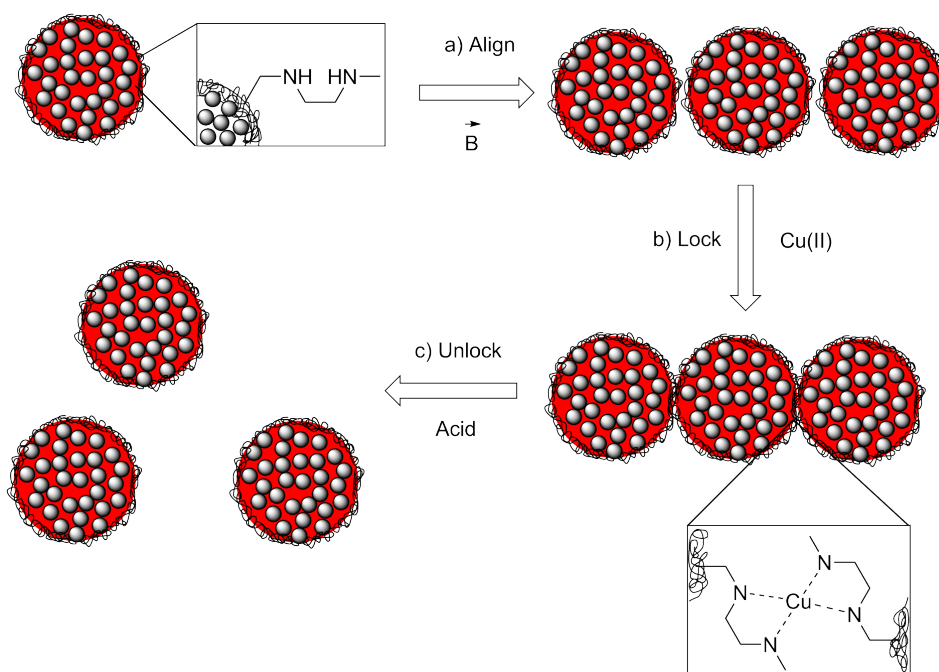 a) Align
NH HN
B
b) Lock
Cu(II)
c) Unlock
Acid
N
N
Cu
N
N